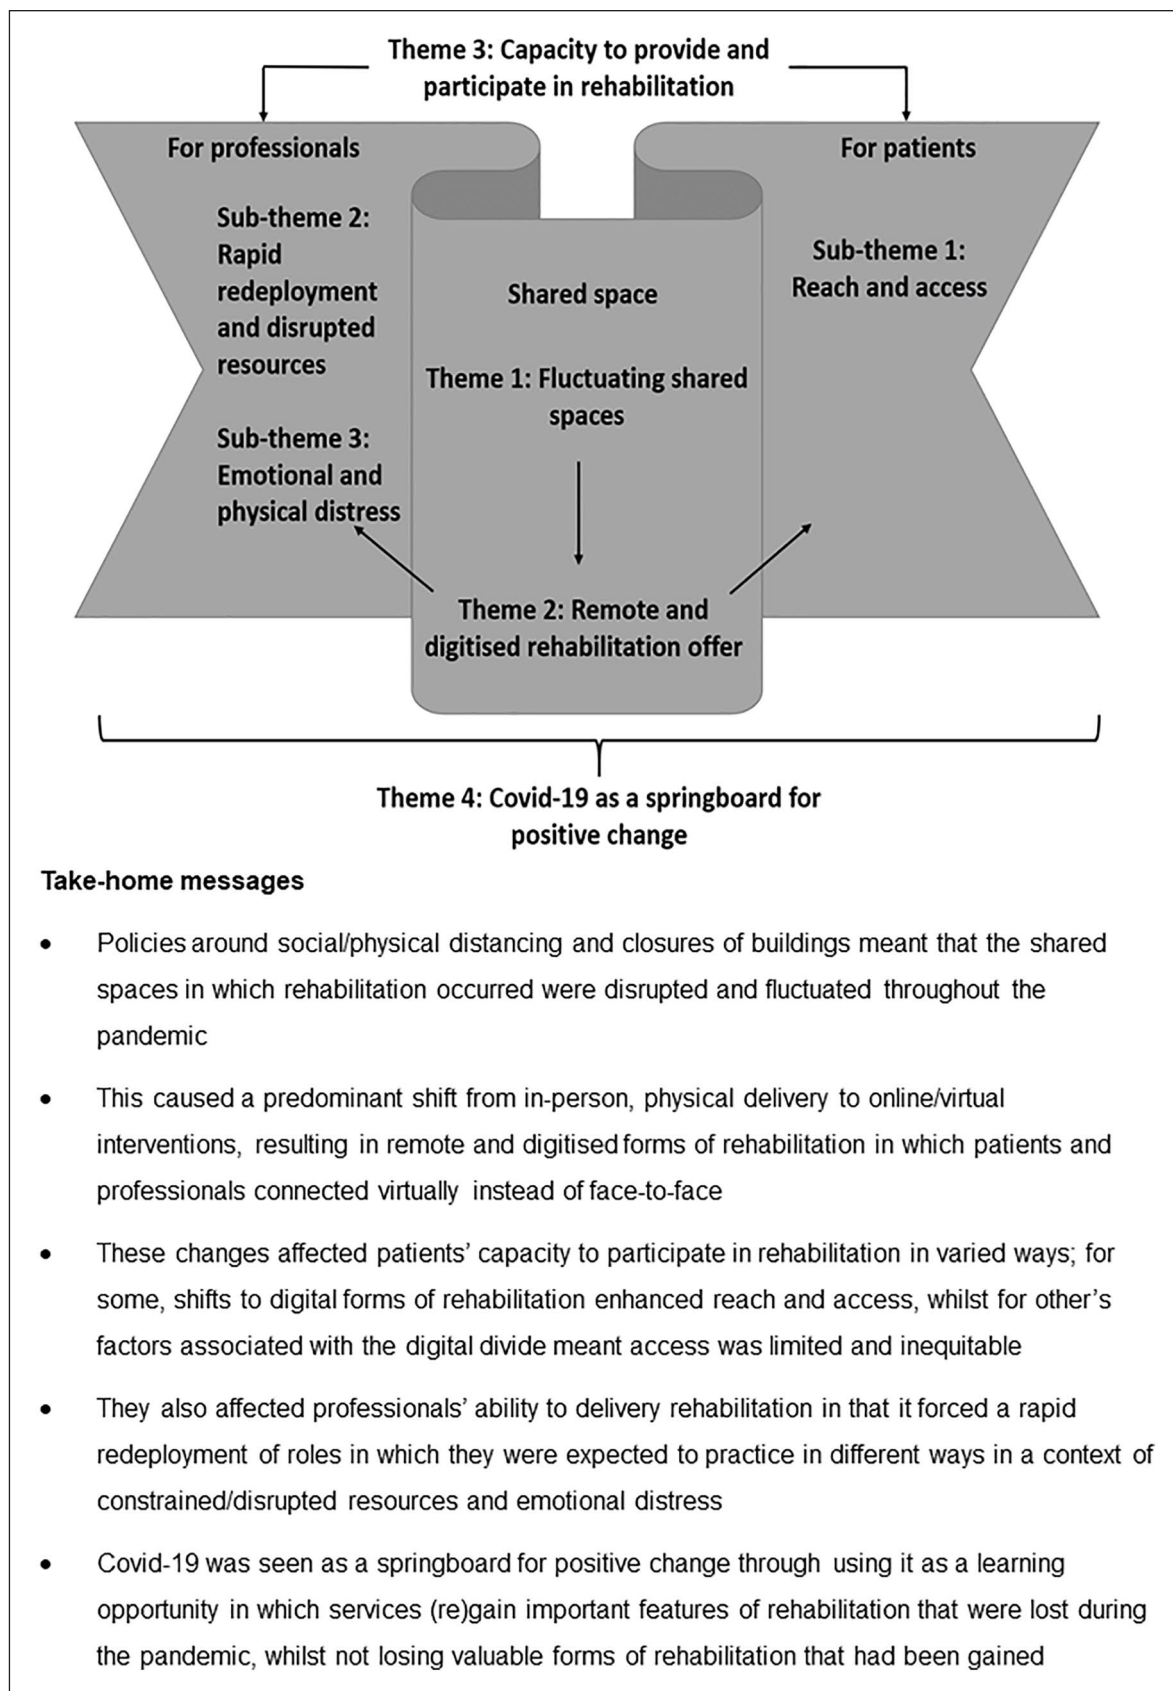 Theme 3: Capacity to provide and
participate in rehabilitation
For professionals
Sub-theme 2:
Rapid
redeployment
and disrupted
resources
Sub-theme 3:
Emotional and
physical distress
Shared space
Theme 1: Fluctuating shared
spaces
Theme 2: Remote and
digitised rehabilitation offer
For patients
Sub-theme 1:
Reach and access
Theme 4: Covid-19 as a springboard for
positive change
Take-home messages
• Policies around social/physical distancing and closures of buildings meant that the shared
spaces in which rehabilitation occurred were disrupted and fluctuated throughout the
pandemic
• This caused a predominant shift from in-person, physical delivery to online/virtual
interventions, resulting in remote and digitised forms of rehabilitation in which patients and
professionals connected virtually instead of face-to-face
• These changes affected patients' capacity to participate in rehabilitation in varied ways; for
some, shifts to digital forms of rehabilitation enhanced reach and access, whilst for other's
factors associated with the digital divide meant access was limited and inequitable
• They also affected professionals' ability to delivery rehabilitation in that it forced a rapid
redeployment of roles in which they were expected to practice in different ways in a context of
constrained/disrupted resources and emotional distress
• Covid-19 was seen as a springboard for positive change through using it as a learning
opportunity in which services (re)gain important features of rehabilitation that were lost during
the pandemic, whilst not losing valuable forms of rehabilitation that had been gained